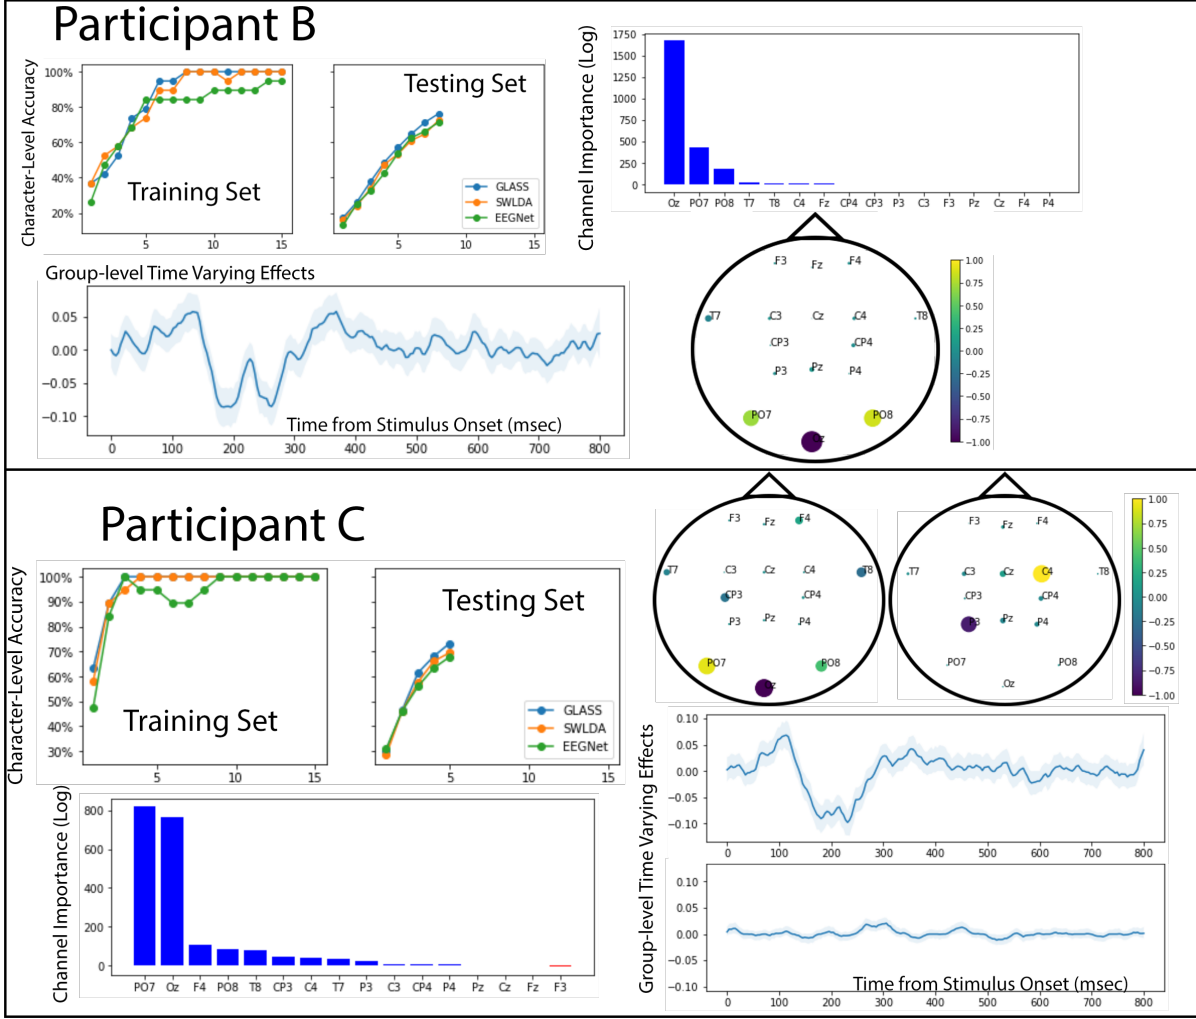 Participant B
Character-Level Accuracy
100%
80%
60%
40%
20%
Training Set
5 10 15
Testing Set
GLASS
SWLDA
EEGNet
5 10 15
Channel Importance (Log)
1750
1500
1250
1000
750
500
250
0
Oz PO7 PO8 T7 T8 C4 Fz CP4 CP3 P3 C3 F3 Pz Cz F4 P4
Group-level Time Varying Effects
0.05
0.00
−0.05
−0.10
Time from Stimulus Onset (msec)
0 100 200 300 400 500 600 700 800
F3 Fz F4
T7 C3 Cz C4 T8
CP3 CP4
P3 Pz P4
PO7 PO8
Oz
1.00
0.75
0.50
0.25
0.00
−0.25
−0.50
−0.75
−1.00
Participant C
Character-Level Accuracy
100%
90%
80%
70%
60%
50%
40%
30%
Training Set
5 10 15
Testing Set
GLASS
SWLDA
EEGNet
5 10 15
Channel Importance (Log)
800
600
400
200
0
PO7 Oz F4 PO8 T8 CP3 C4 T7 P3 C3 CP4 P4 Pz Cz Fz F3
F3 Fz F4
T7 C3 Cz C4 T8
CP3 CP4
P3 Pz P4
PO7 PO8
Oz
F3 Fz F4
T7 C3 Cz C4 T8
CP3 CP4
P3 Pz P4
PO7 PO8
Oz
1.00
0.75
0.50
0.25
0.00
−0.25
−0.50
−0.75
−1.00
Group-level Time Varying Effects
0.10
0.05
0.00
−0.05
−0.10
0 100 200 300 400 500 600 700 800
0.10
0.05
0.00
−0.05
−0.10
Time from Stimulus Onset (msec)
0 100 200 300 400 500 600 700 800